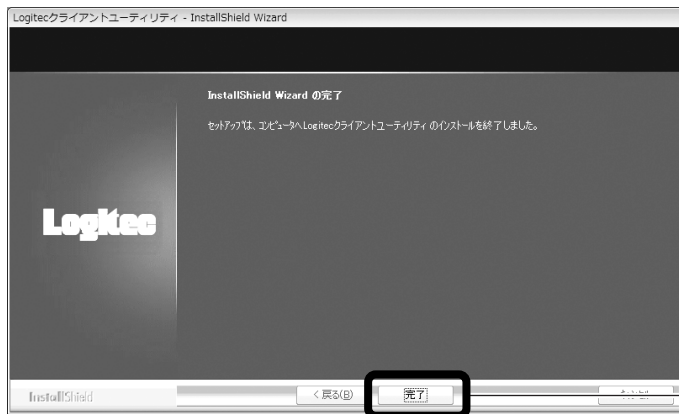 Logitecクライアントユーティリティ - InstallShield Wizard
InstallShield Wizard の完了
セットアップは、コンピュータへLogitecクライアントユーティリティ のインストールを終了しました。
Logitec
InstallShield
< 戻る(B)
完了